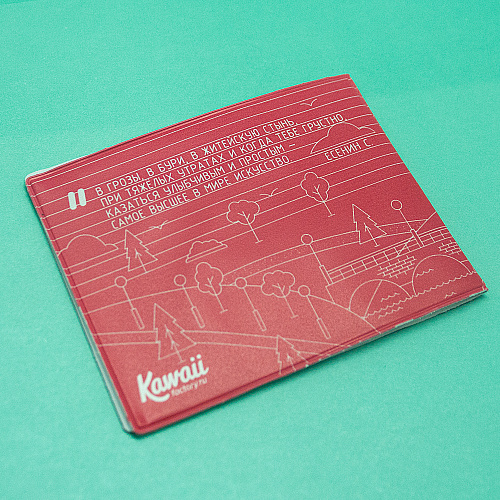 "
В ГРОЗЫ, В БУРИ, В ЖИТЕЙСКУЮ СТЫНЬ,
ПРИ ТЯЖЁЛЫХ УТРАТАХ И КОГДА ТЕБЕ ГРУСТНО,
КАЗАТЬСЯ УЛЫБЧИВЫМ И ПРОСТЫМ –
САМОЕ ВЫСШЕЕ В МИРЕ ИСКУССТВО.
ЕСЕНИН С.
Kawaii
factory.ru